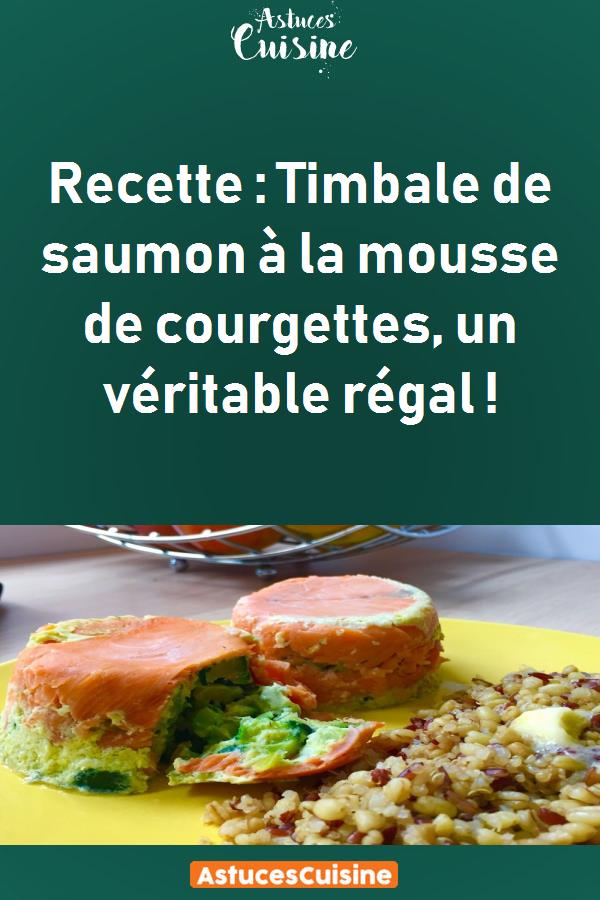 Astuces
Cuisine
Recette : Timbale de
saumon à la mousse
de courgettes, un
véritable régal !
AstucesCuisine